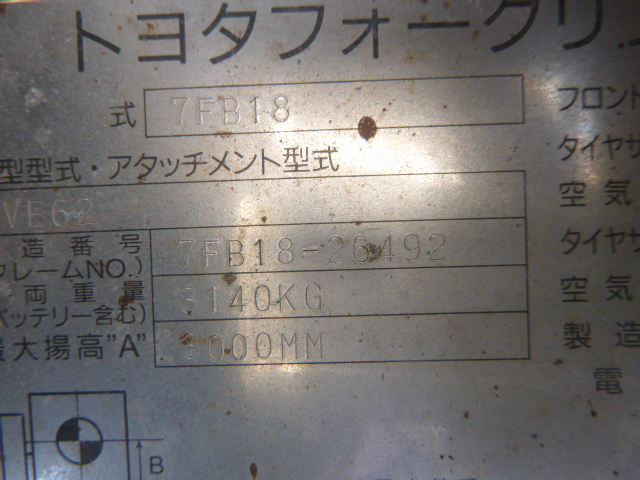 トヨタフォークリフ
式 7FB18 フロント
型型式・アタッチメント型式 タイヤサ
VE62 空気
造番号 7FB18-26492 タイヤサ
フレームNO.) 
両重量 3140KG 空気
バッテリー含む)
最大揚高"A" 3000MM 製造
電
B